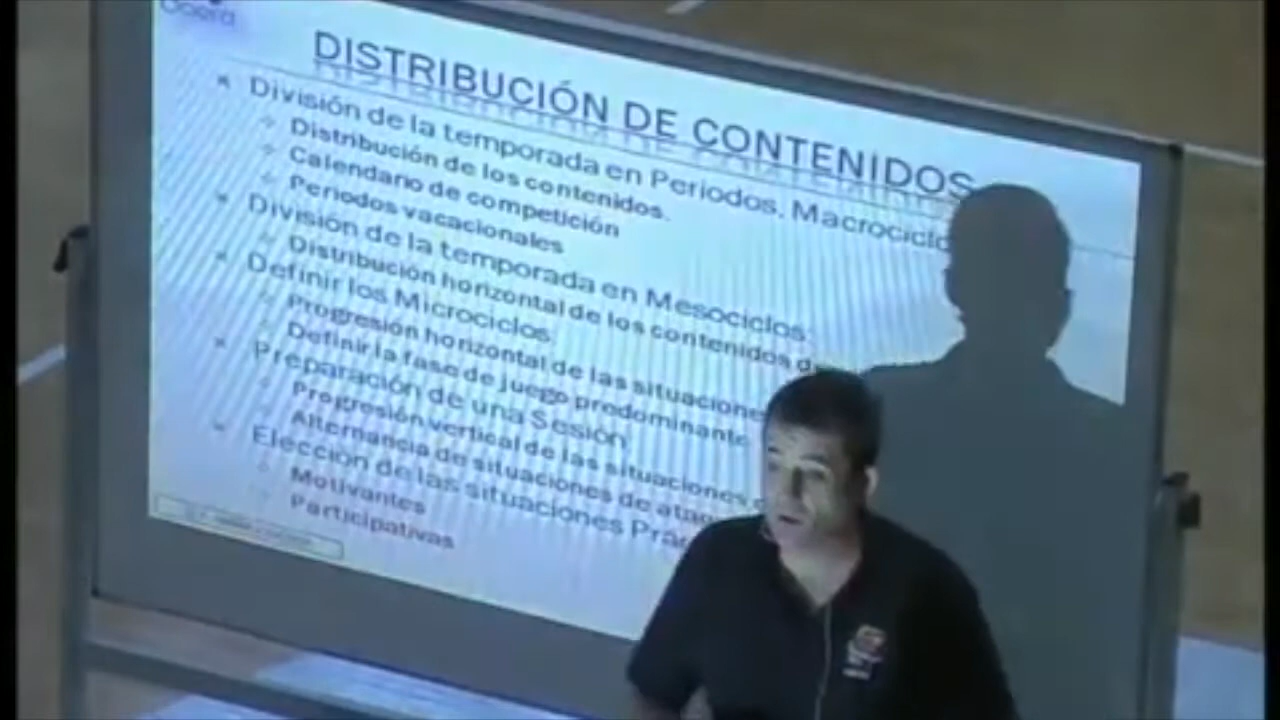 DISTRIBUCIÓN DE CONTENIDOS
División de la temporada en Periodos. Macrociclo
Distribución de los contenidos.
Calendario de competición
Periodos vacacionales
División de la temporada en Mesociclos:
Distribución horizontal de los contenidos
Definir los Microciclos
Progresión horizontal de las situaciones
Definir la fase de juego predominante
Preparación de una Sesión
Progresión vertical de las situaciones
Alternancia de situaciones de
Elección de las situaciones
Motivantes
Participativas